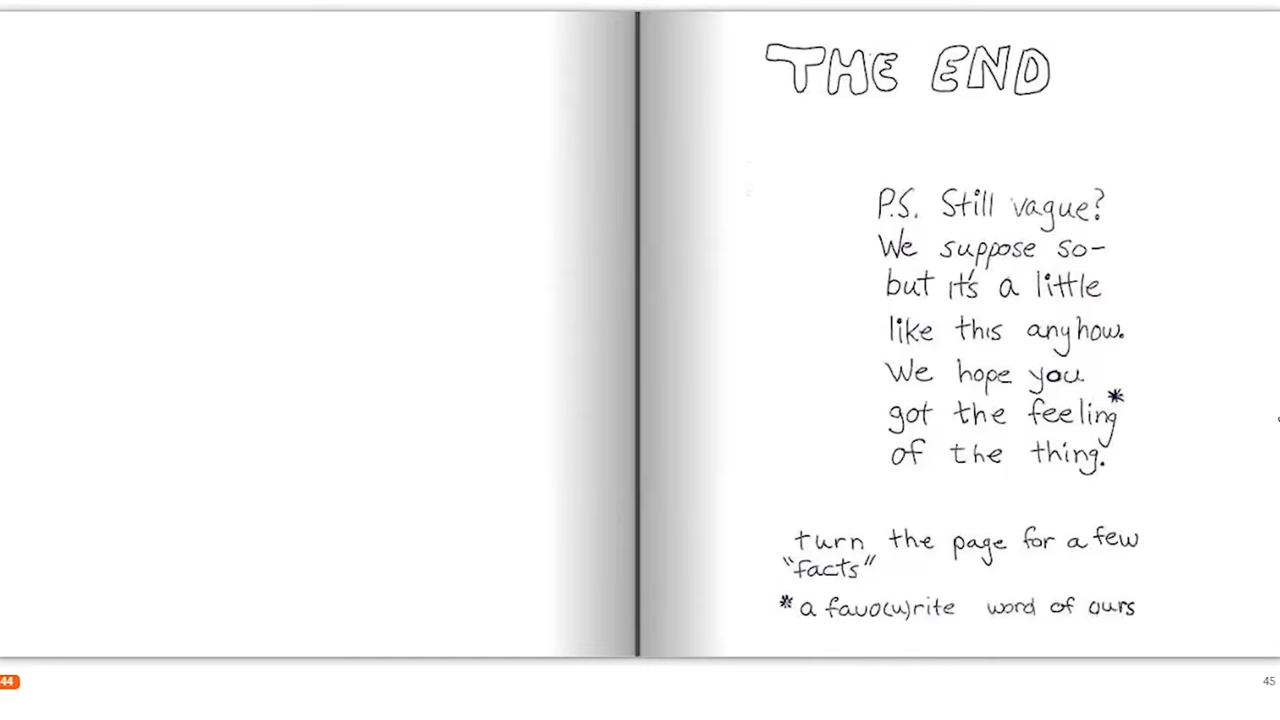 THE END
P.S. Still vague?
We suppose so-
but it's a little
like this anyhow.
We hope you
got the feeling*
of the thing.
turn the page for a few
"facts"
* a favo(u)rite word of ours
44
45